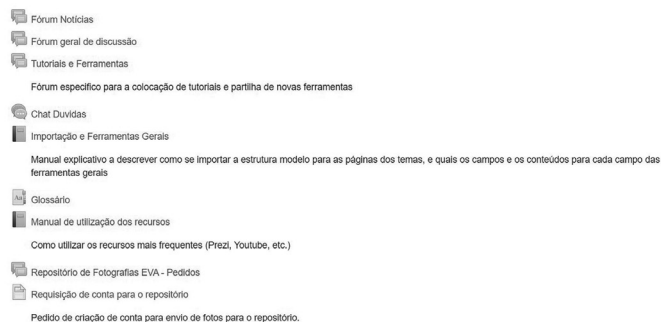 Fórum Notícias
Fórum geral de discussão
Tutoriais e Ferramentas
Fórum especifico para a colocação de tutoriais e partilha de novas ferramentas
Chat Duvidas
Importação e Ferramentas Gerais
Manual explicativo a descrever como se importar a estrutura modelo para as páginas dos temas, e quais os campos e os conteúdos para cada campo das
ferramentas gerais
Aa
Glossário
Manual de utilização dos recursos
Como utilizar os recursos mais frequentes (Prezi, Youtube, etc.)
Repositório de Fotografias EVA - Pedidos
Requisição de conta para o repositório
Pedido de criação de conta para envio de fotos para o repositório.